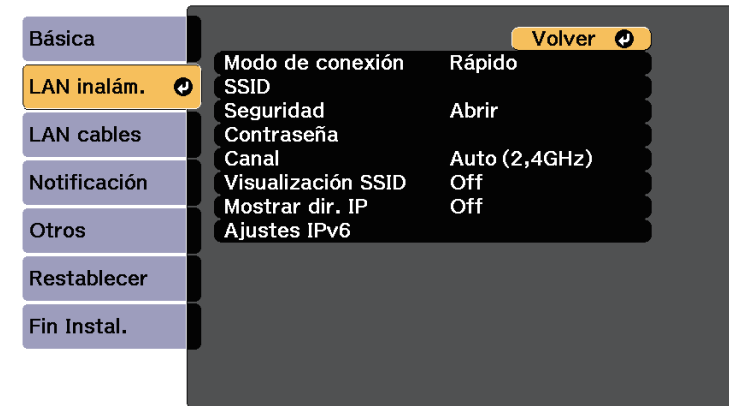 Básica
LAN inalám.
LAN cables
Notificación
Otros
Restablecer
Fin Instal.
Volver
Modo de conexión Rápido
SSID
Seguridad Abrir
Contraseña
Canal Auto (2,4GHz)
Visualización SSID Off
Mostrar dir. IP Off
Ajustes IPv6